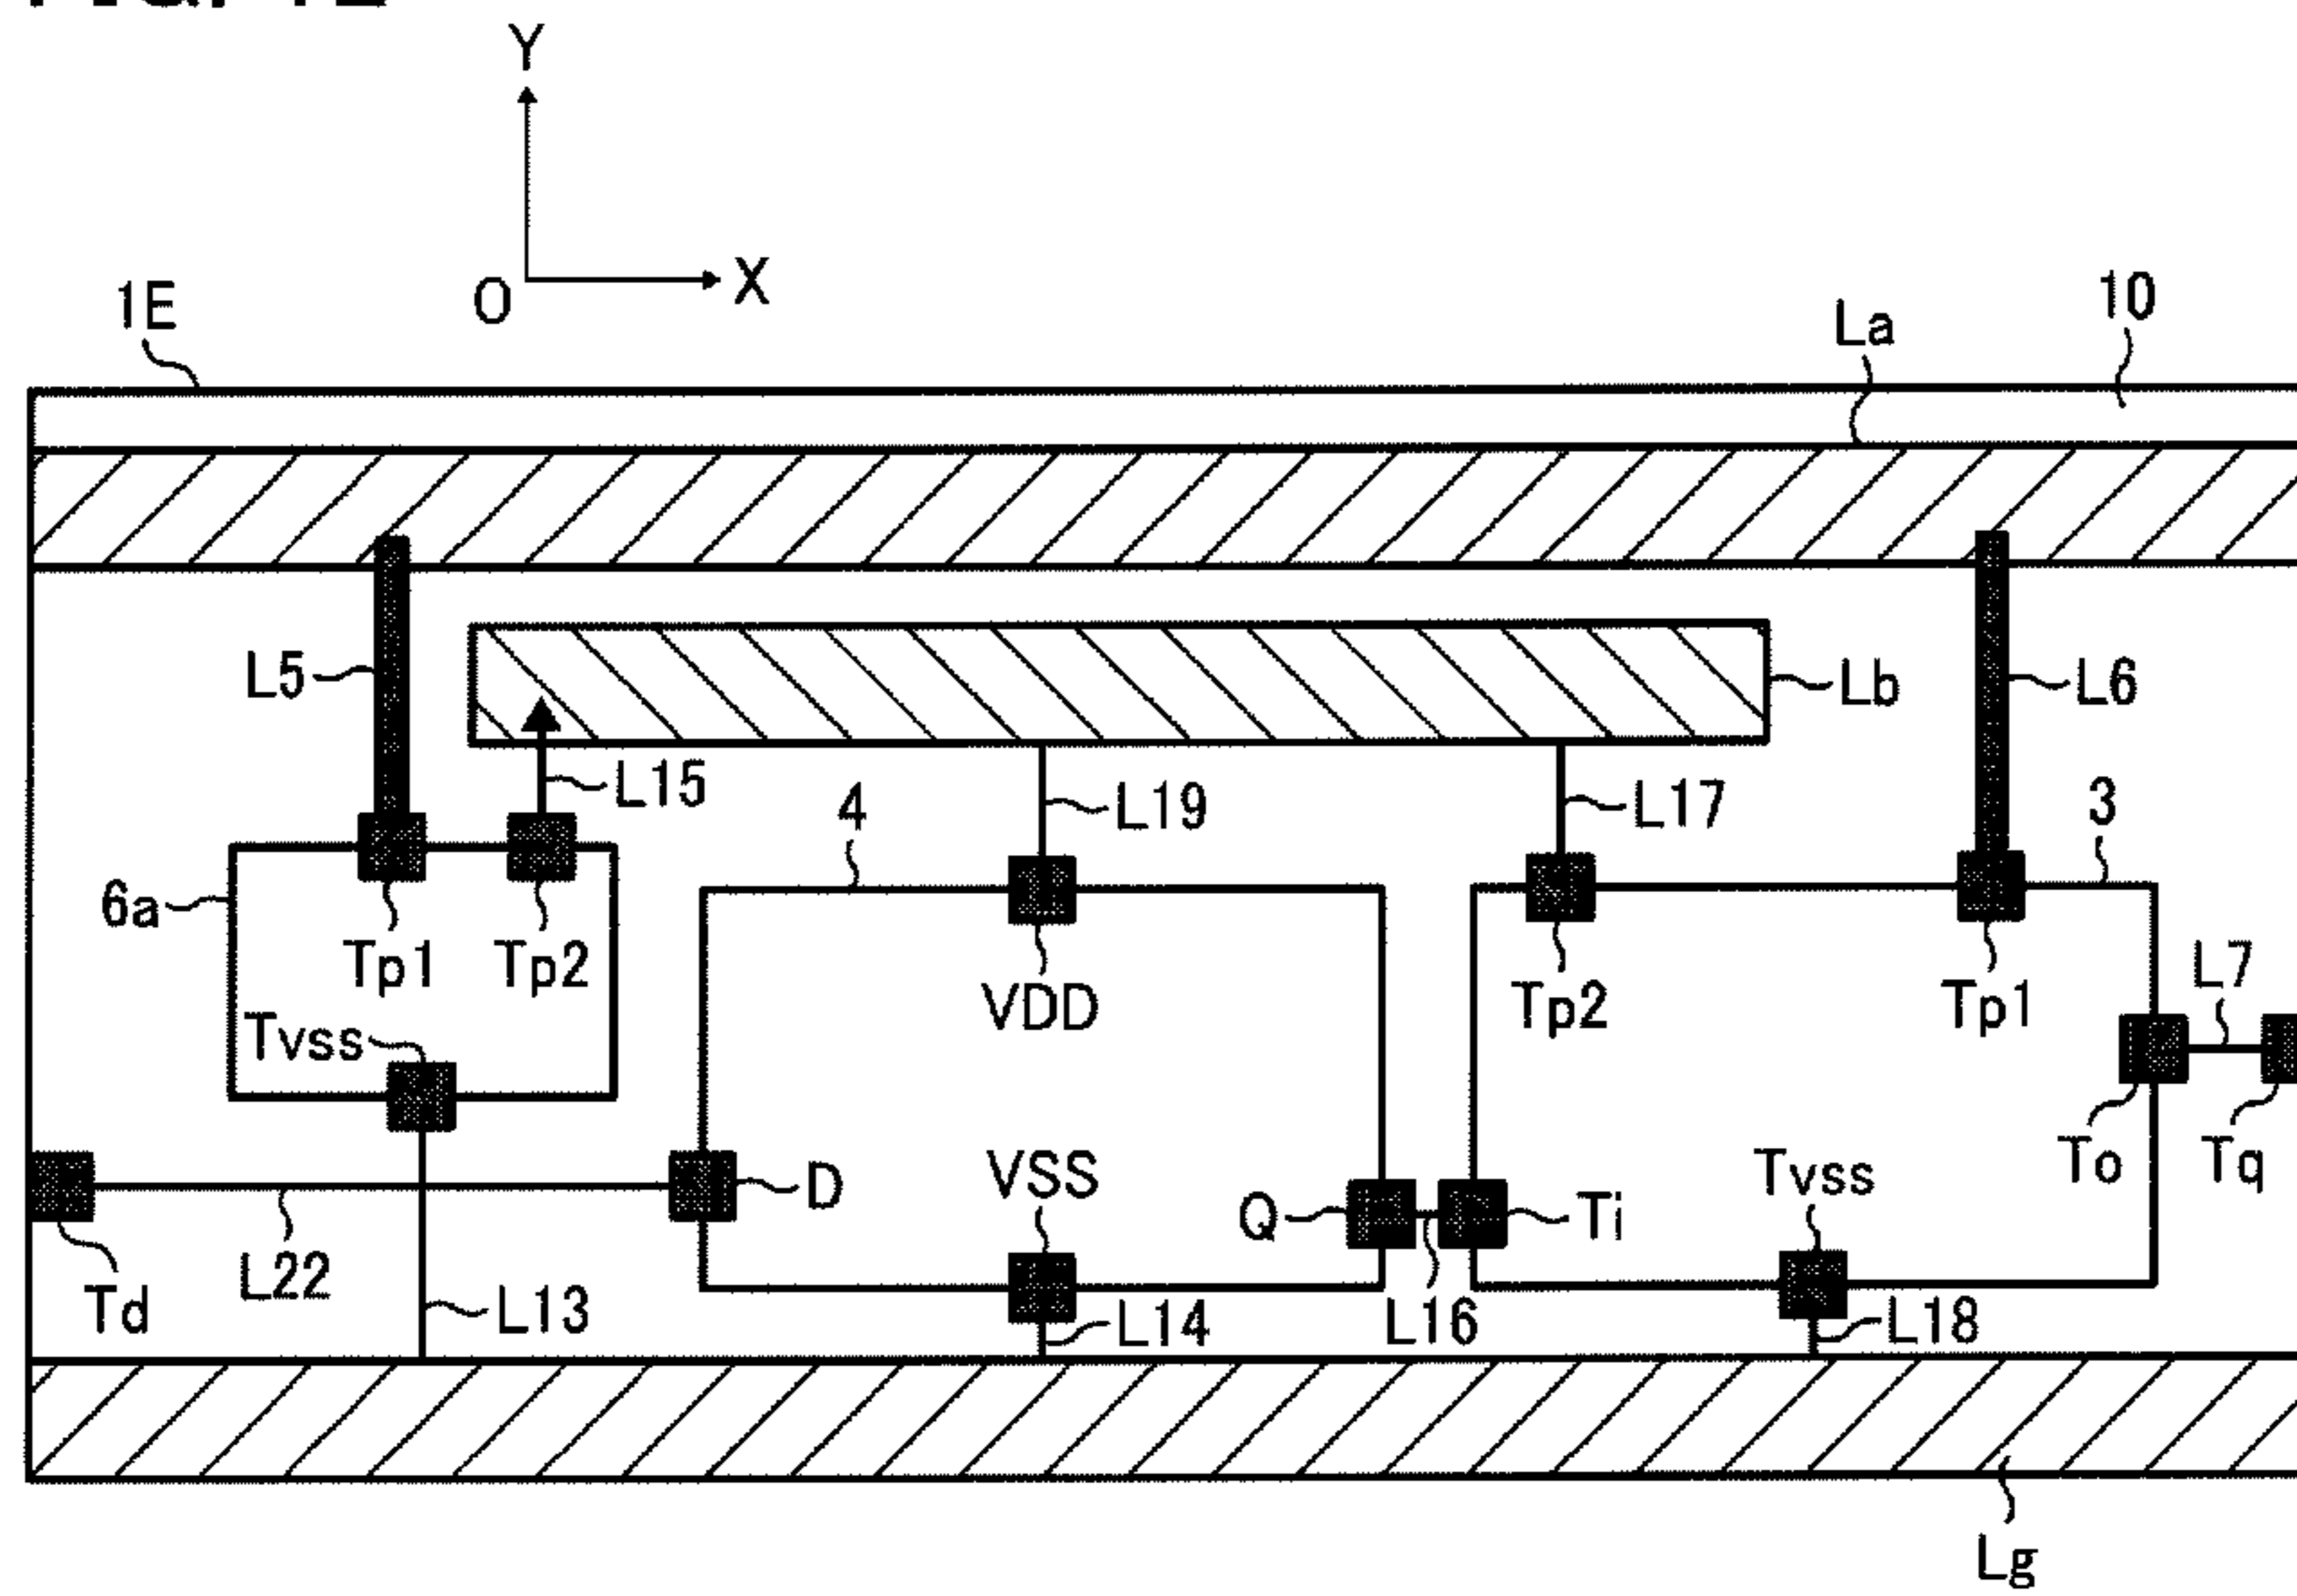 Y
O
X
1E
La
10
L5
Lb
L6
L15
L19
L17
4
3
6a
Tp1
Tp2
VDD
Tp2
Tp1
L7
Tvss
To
Tq
D
VSS
Tvss
Q
Ti
L22
Td
L13
L14
L16
L18
Lg